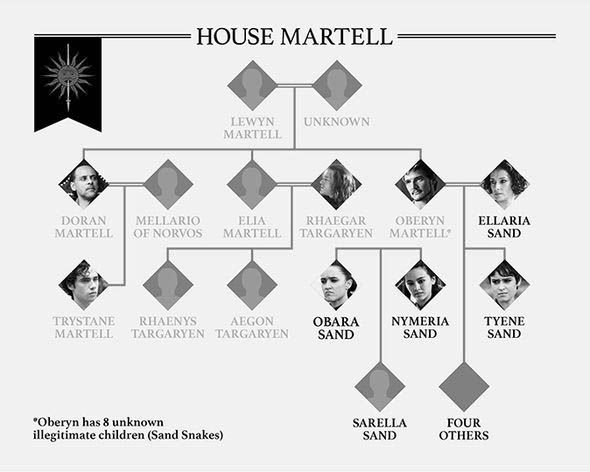 HOUSE MARTELL
LEWYN
MARTELL
UNKNOWN
DORAN
MARTELL
MELLARIO
OF NORVOS
ELIA
MARTELL
RHAEGAR
TARGARYEN
OBERYN
MARTELL*
ELLARIA
SAND
TRYSTANE
MARTELL
RHAENYS
TARGARYEN
AEGON
TARGARYEN
OBARA
SAND
NYMERIA
SAND
TYENE
SAND
SARELLA
SAND
FOUR
OTHERS
*Oberyn has 8 unknown
illegitimate children (Sand Snakes)